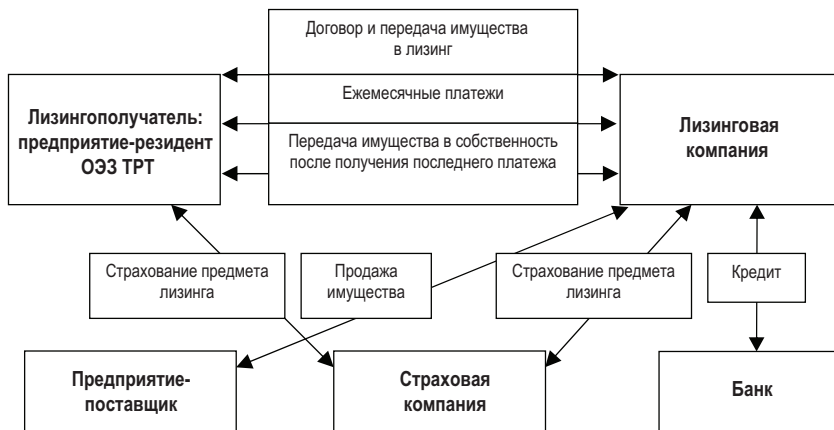 Договор и передача имущества
в лизинг
Лизингополучатель:
предприятие-резидент
ОЭЗ ТРТ
Ежемесячные платежи
Передача имущества в собственность
после получения последнего платежа
Лизинговая
компания
Страхование предмета
лизинга
Продажа
имущества
Страхование предмета
лизинга
Кредит
Предприятие-
поставщик
Страховая
компания
Банк